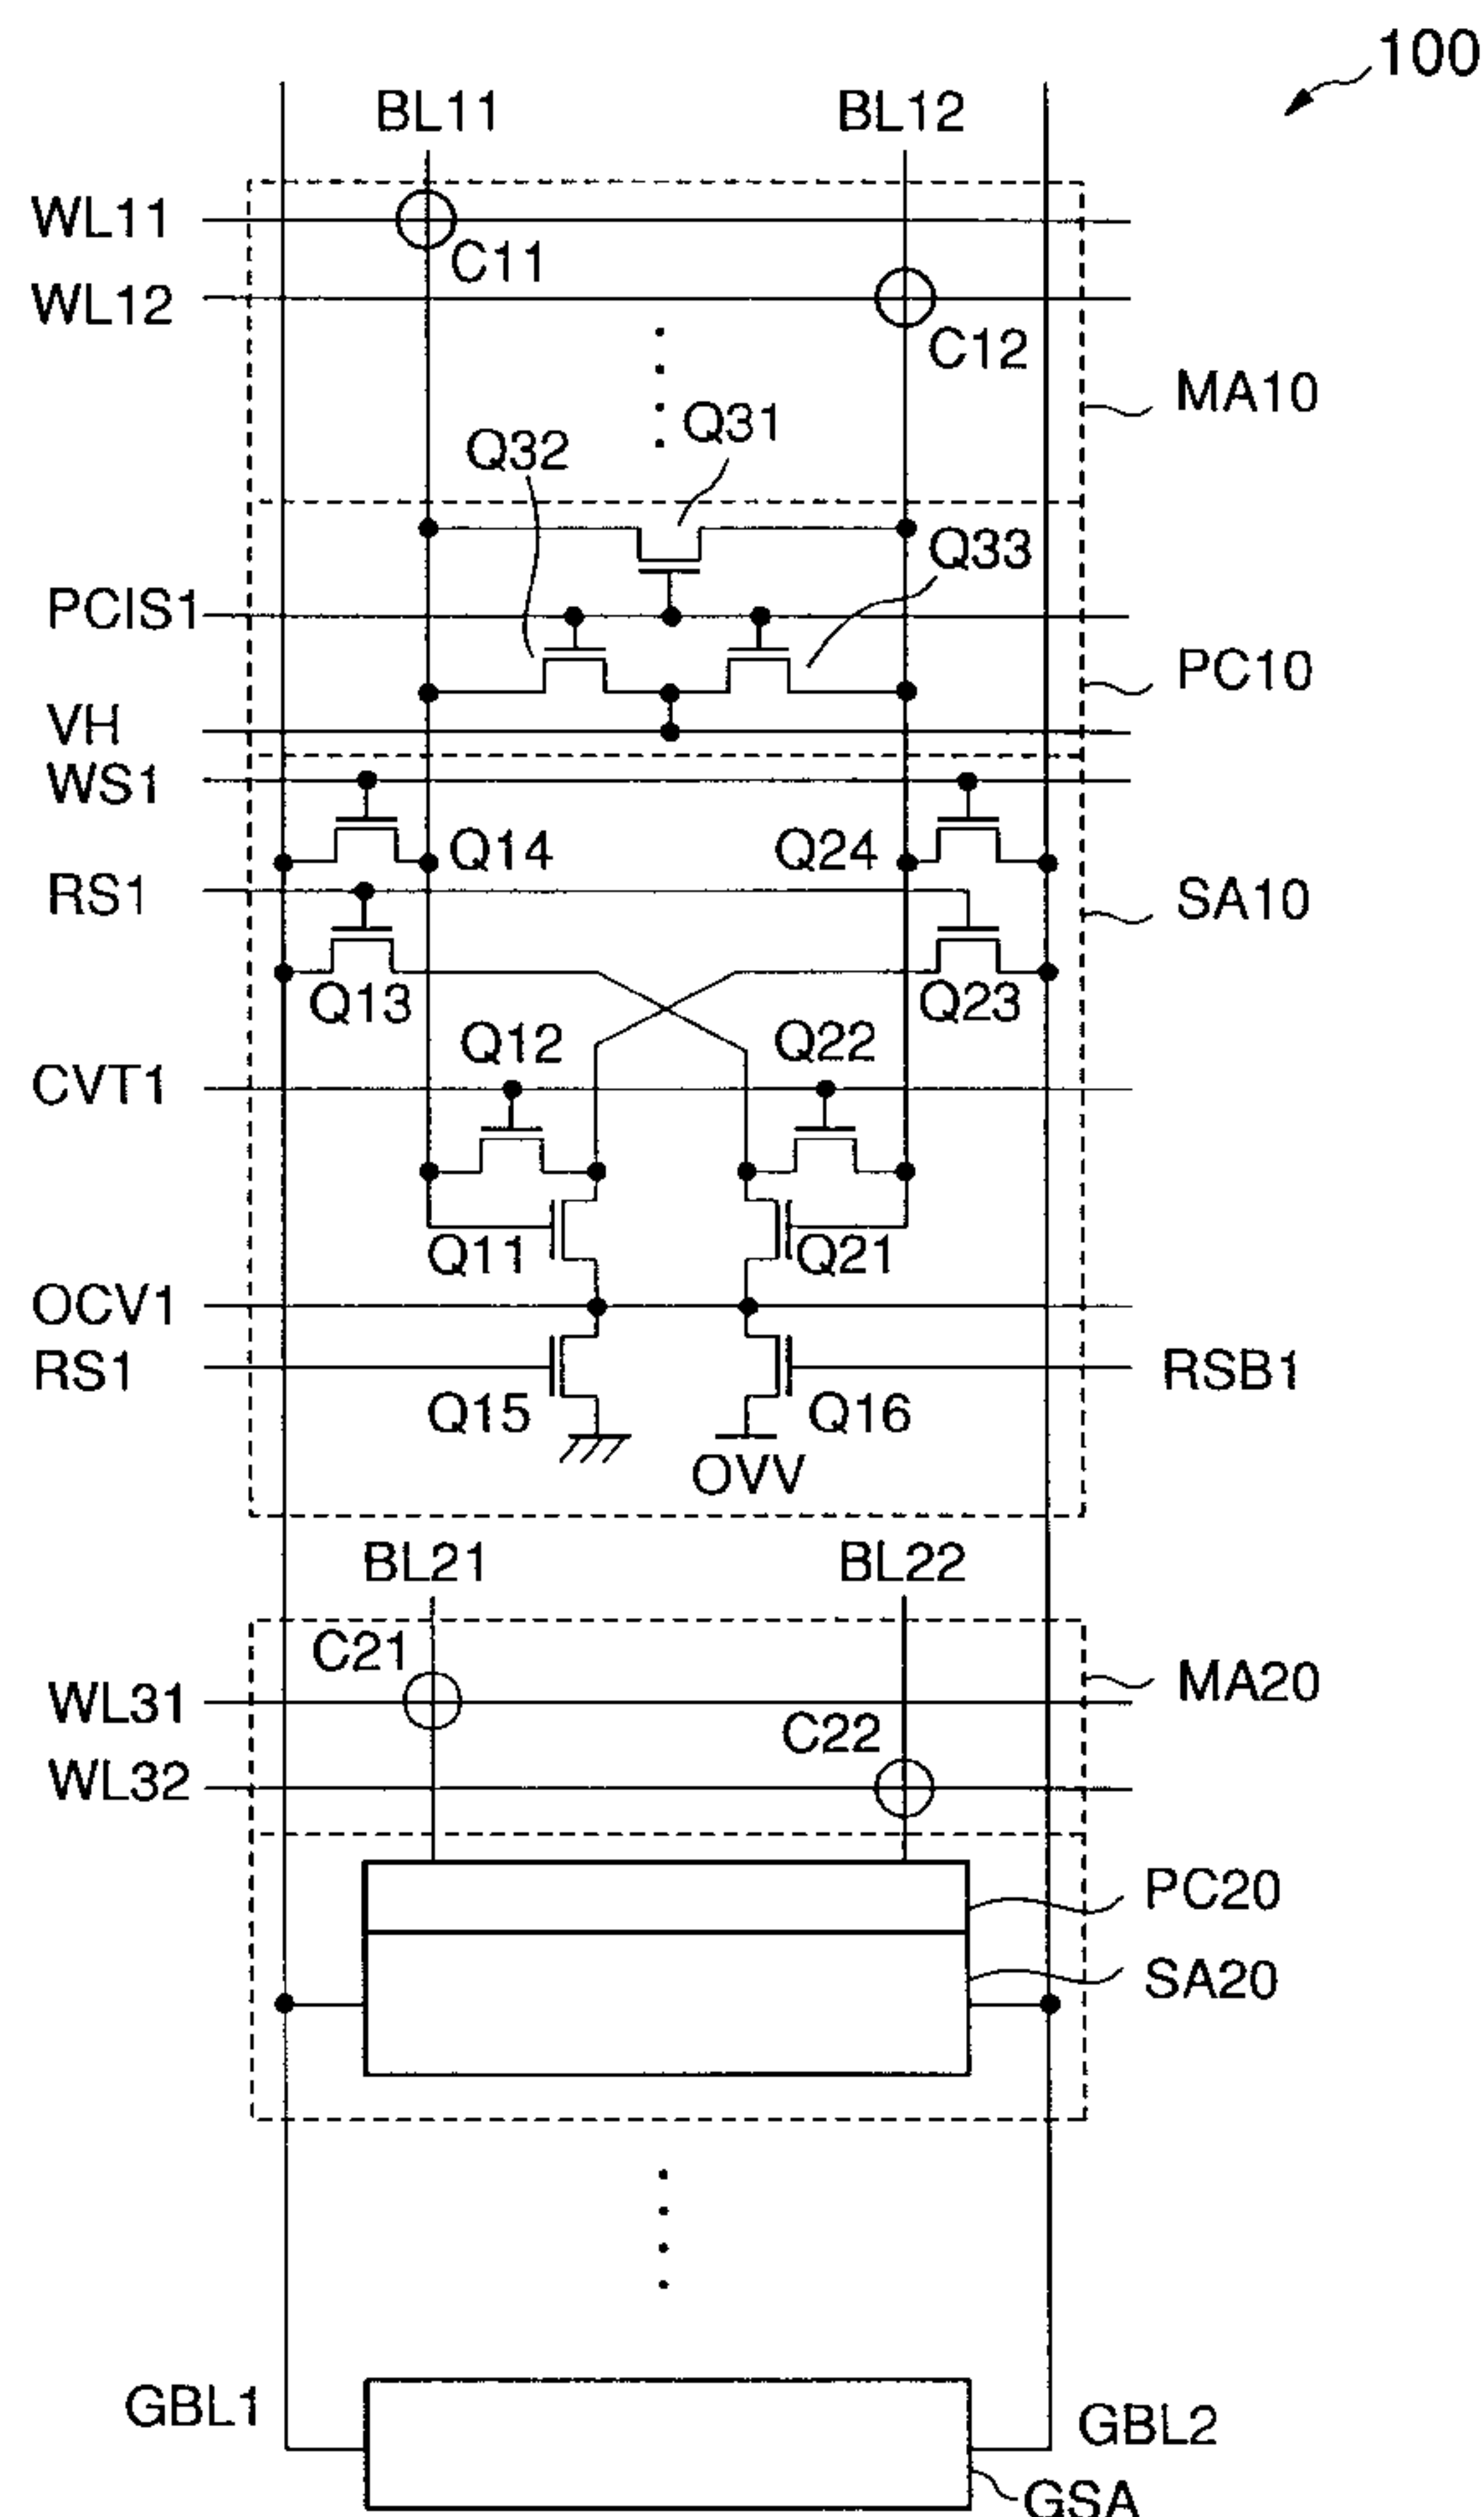 100
BL11 BL12
WL11
C11
WL12
C12
MA10
Q31
Q32
Q33
PCIS1
PC10
VH
WS1
Q14 Q24
RS1 SA10
Q13 Q23
Q12 Q22
CVT1
Q11 Q21
OCV1
RS1 RSB1
Q15 Q16
OVV
BL21 BL22
C21
MA20
WL31
C22
WL32
PC20
SA20
GBL1 GBL2
GSA